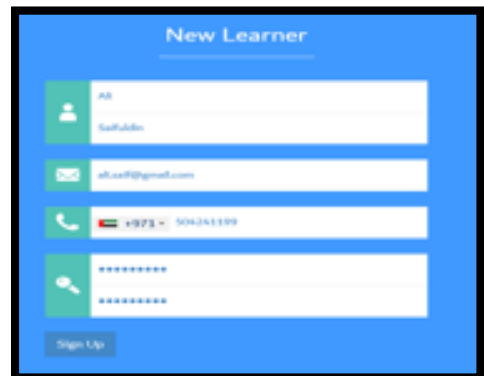 New Learner
Ali
Saifuldin
ali.saif@gmail.com
+971 504241199
*********
*********
Sign Up